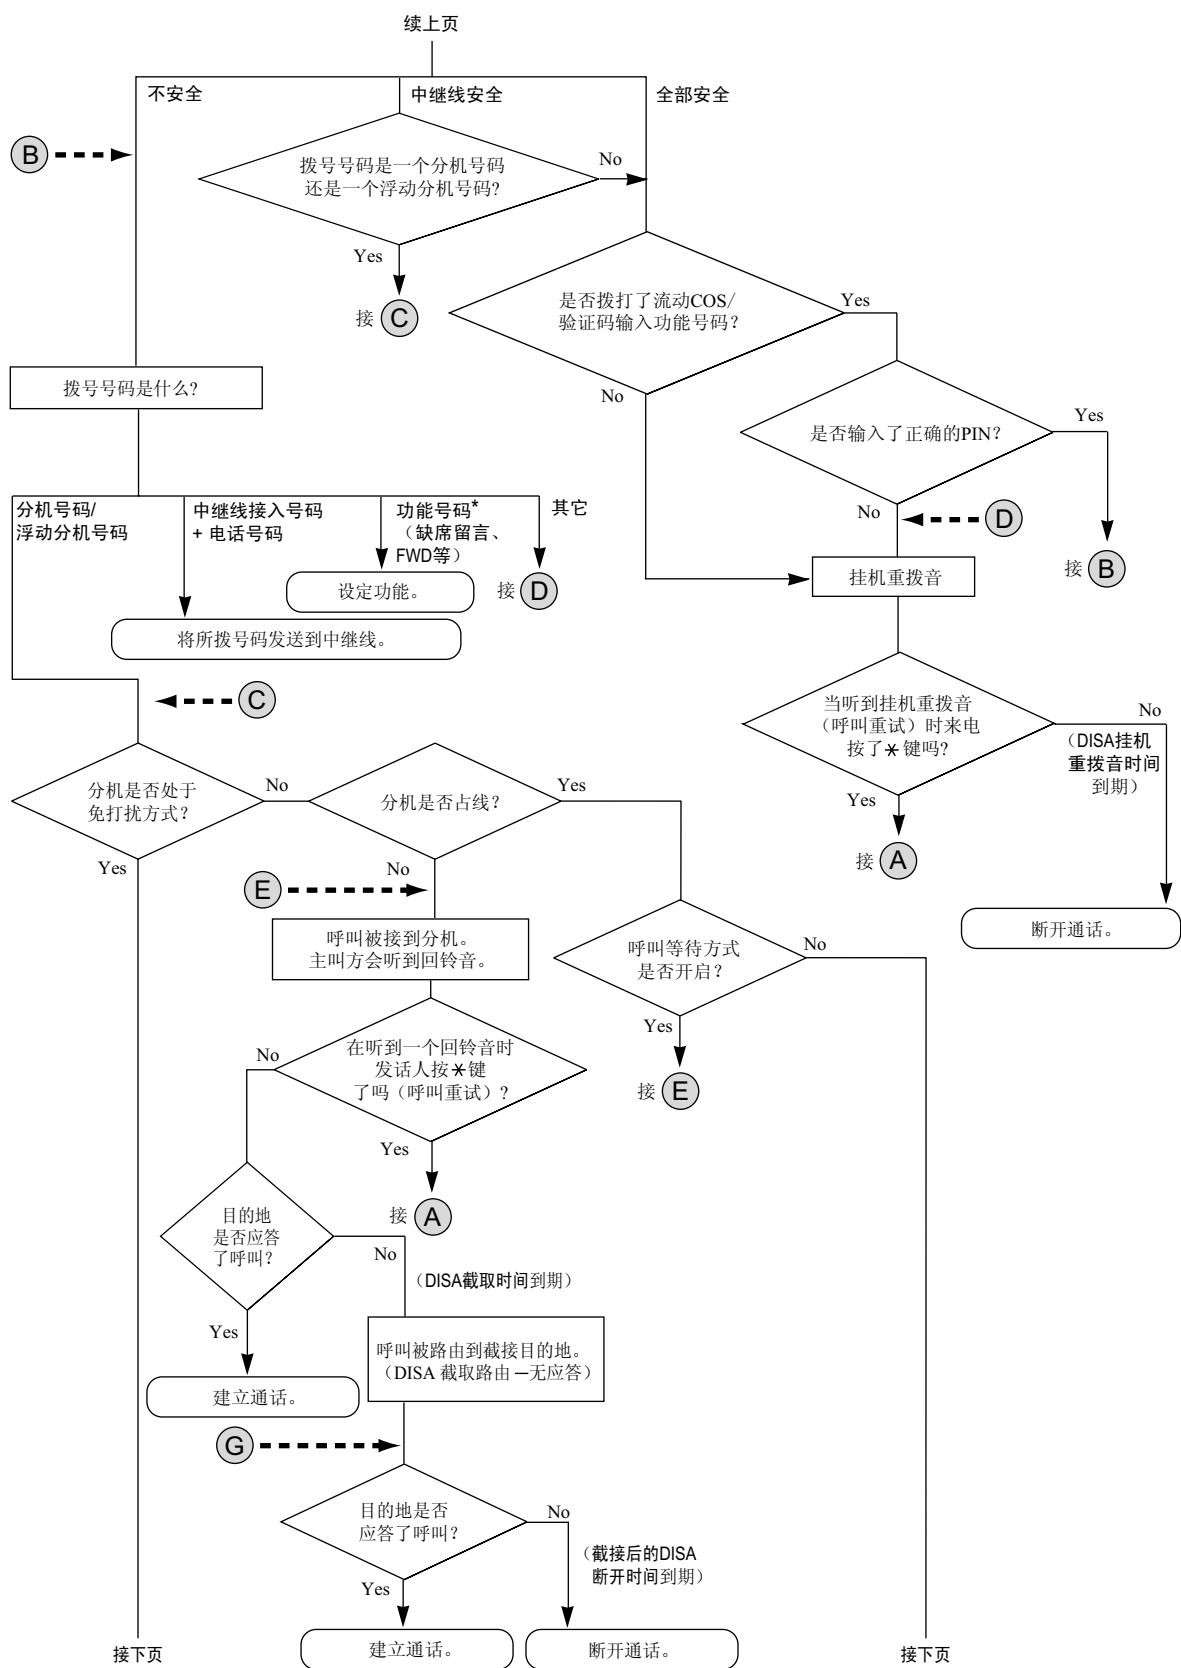 续上页
不安全
中继线安全
全部安全
B
拨号号码是一个分机号码
还是一个浮动分机号码?
No
Yes
接 C
是否拨打了流动COS/
验证码输入功能号码?
Yes
No
拨号号码是什么?
是否输入了正确的PIN?
Yes
No
D
接 B
分机号码/
浮动分机号码
中继线接入号码
+ 电话号码
功能号码*
（缺席留言、
FWD等）
其它
设定功能。
接 D
将所拨号码发送到中继线。
挂机重拨音
C
当听到挂机重拨音
（呼叫重试）时来电
按了*键吗?
No
（DISA挂机
重拨音时间
到期）
Yes
接 A
断开通话。
分机是否处于
免打扰方式?
No
Yes
分机是否占线?
Yes
No
E
呼叫被接到分机。
主叫方会听到回铃音。
呼叫等待方式
是否开启?
No
Yes
接 E
在听到一个回铃音时
发话人按*键
了吗（呼叫重试）?
No
Yes
接 A
目的地
是否应答
了呼叫?
No
（DISA截取时间到期）
Yes
建立通话。
呼叫被路由到截接目的地。
（DISA 截取路由 —无应答）
G
目的地是否
应答了呼叫?
No
（截接后的DISA
断开时间到期）
Yes
建立通话。
断开通话。
接下页
接下页